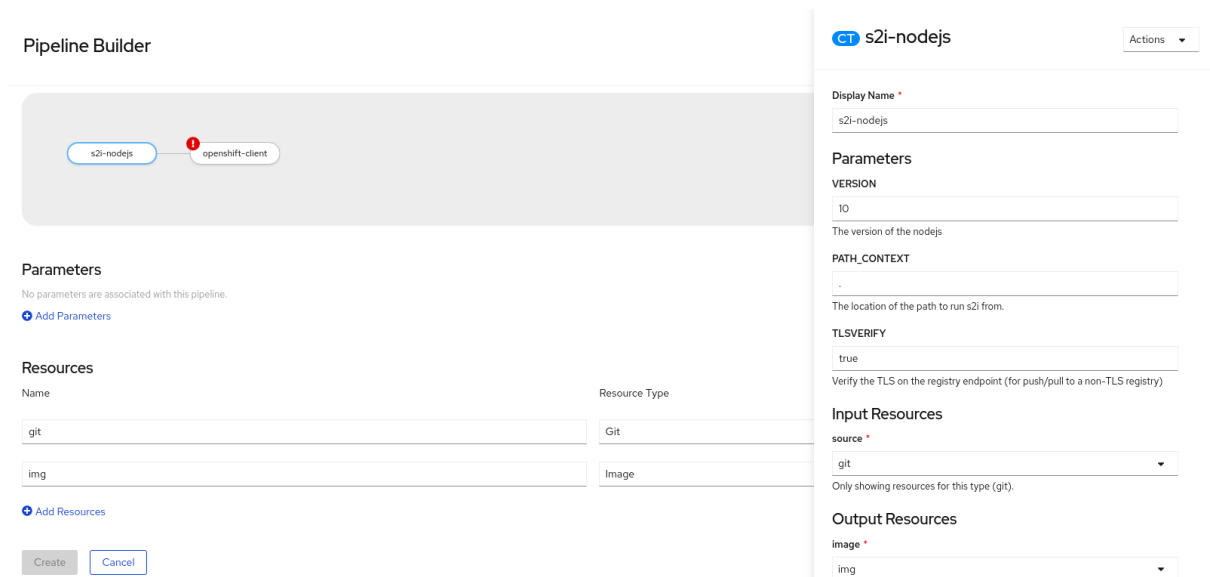 Pipeline Builder
s2i-nodejs
!
openshift-client
Parameters
No parameters are associated with this pipeline.
Add Parameters
Resources
Name
Resource Type
git
Git
img
Image
Add Resources
Create
Cancel
CT s2i-nodejs
Actions
Display Name *
s2i-nodejs
Parameters
VERSION
10
The version of the nodejs
PATH_CONTEXT
.
The location of the path to run s2i from.
TLSVERIFY
true
Verify the TLS on the registry endpoint (for push/pull to a non-TLS registry)
Input Resources
source *
git
Only showing resources for this type (git).
Output Resources
image *
img